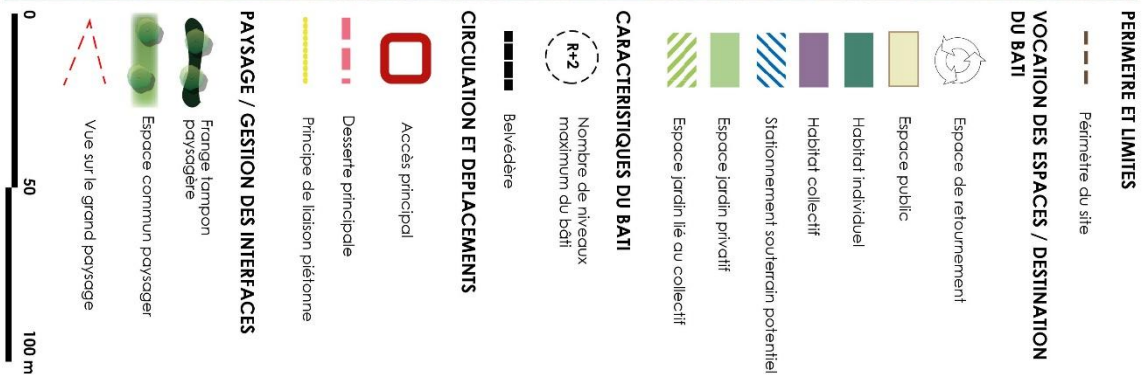 PERIMETRE ET LIMITES
Périmètre du site
VOCATION DES ESPACES / DESTINATION
DU BATI
Espace de retournement
Espace public
Habitat individuel
Habitat collectif
Stationnement souterrain potentiel
Espace jardin privatif
Espace jardin lié au collectif
CARACTERISTIQUES DU BATI
R+2
Nombre de niveaux
maximum du bâti
Belvédère
CIRCULATION ET DEPLACEMENTS
Accès principal
Desserte principale
Principe de liaison piétonne
PAYSAGE / GESTION DES INTERFACES
Frange tampon
paysagère
Espace commun paysager
Vue sur le grand paysage
0
50
100 m